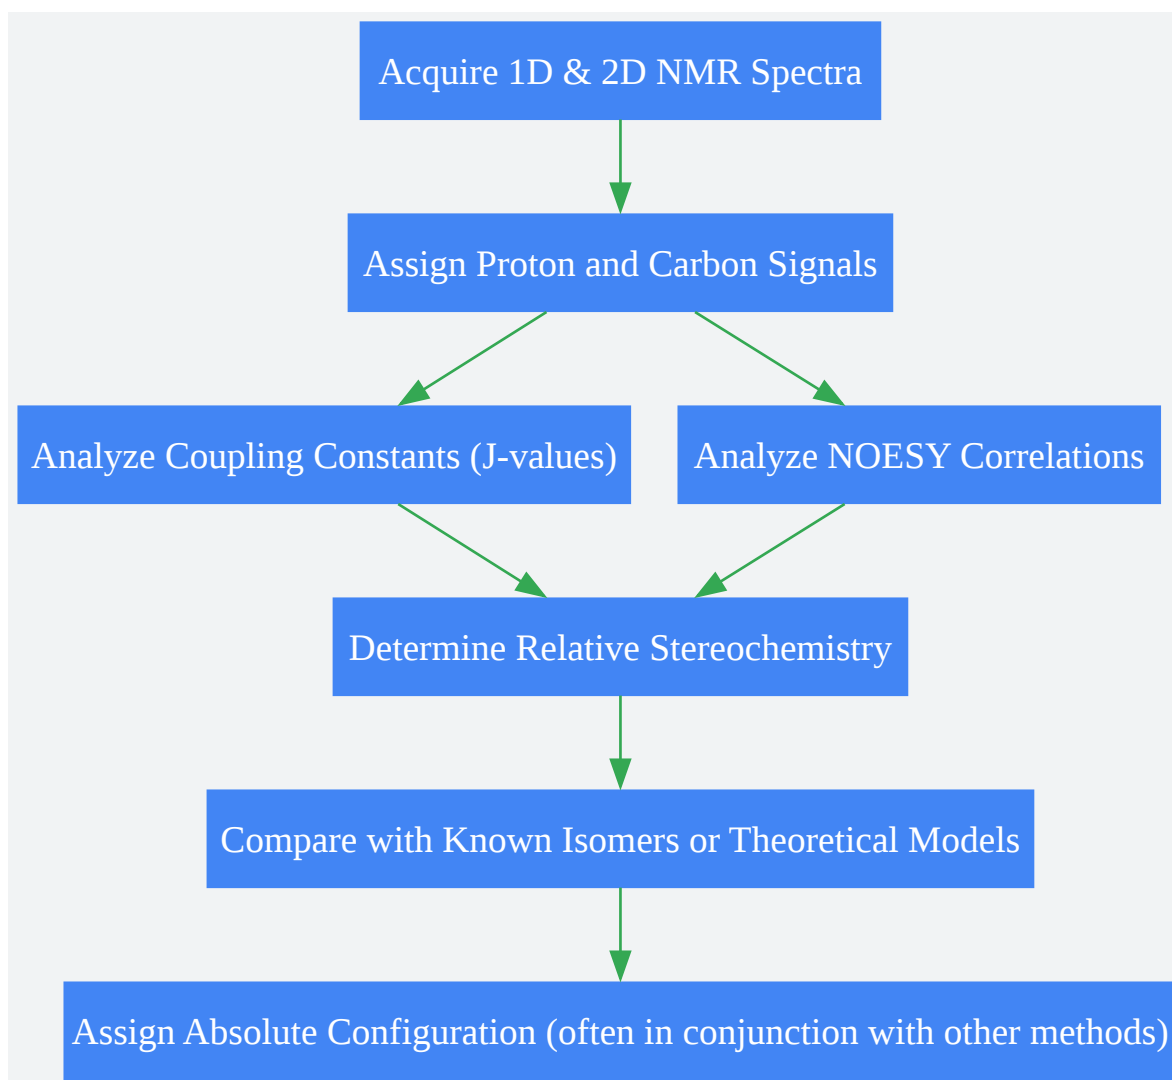 Acquire 1D & 2D NMR Spectra
Assign Proton and Carbon Signals
Analyze Coupling Constants (J-values)
Analyze NOESY Correlations
Determine Relative Stereochemistry
Compare with Known Isomers or Theoretical Models
Assign Absolute Configuration (often in conjunction with other methods)